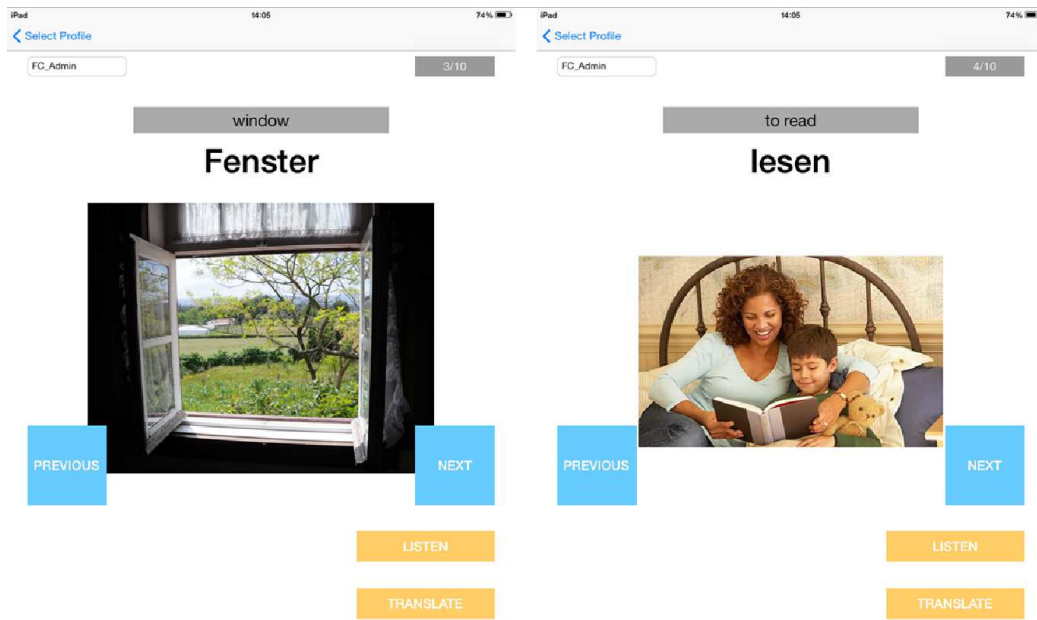 iPad 14:05 74%
Select Profile
FC_Admin
3/10
window
Fenster
PREVIOUS
NEXT
LISTEN
TRANSLATE
iPad 14:05 74%
Select Profile
FC_Admin
4/10
to read
lesen
PREVIOUS
NEXT
LISTEN
TRANSLATE